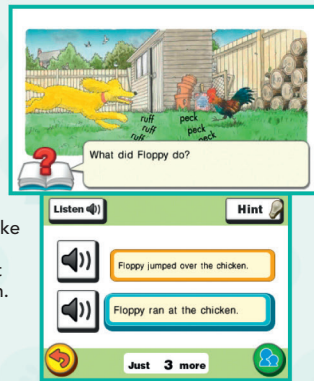 ruff
ruff
ruff
peck
peck
peck
What did Floppy do?
Listen
Hint
Floppy jumped over the chicken.
Floppy ran at the chicken.
Just 3 more